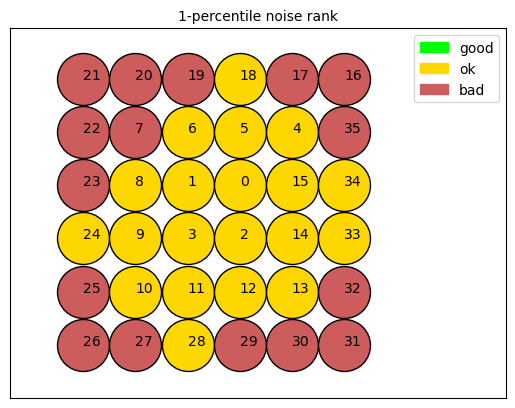 1-percentile noise rank
good
ok
bad
21 20 19 18 17 16
22 7 6 5 4 35
23 8 1 0 15 34
24 9 3 2 14 33
25 10 11 12 13 32
26 27 28 29 30 31